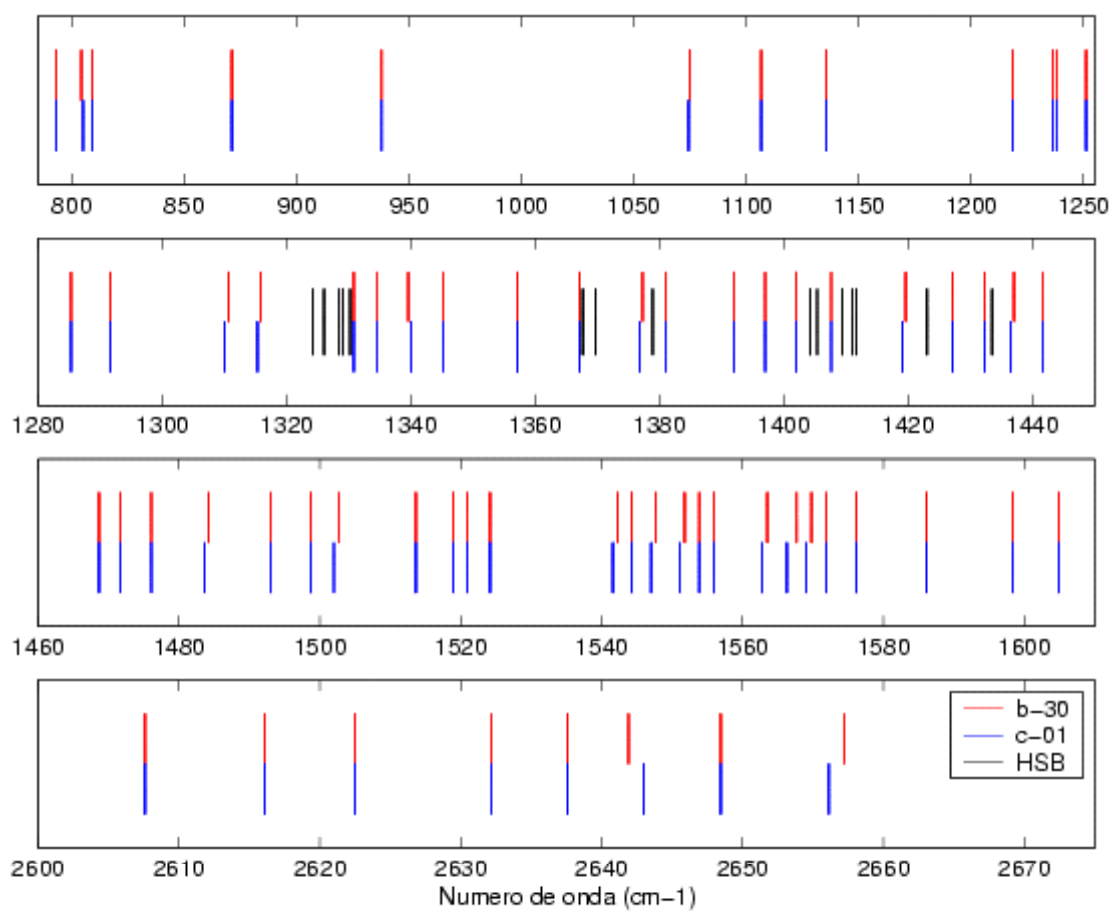 800 850 900 950 1000 1050 1100 1150 1200 1250
1280 1300 1320 1340 1360 1380 1400 1420 1440
1460 1480 1500 1520 1540 1560 1580 1600
b-30
c-01
HSB
2600 2610 2620 2630 2640 2650 2660 2670
Numero de onda (cm-1)